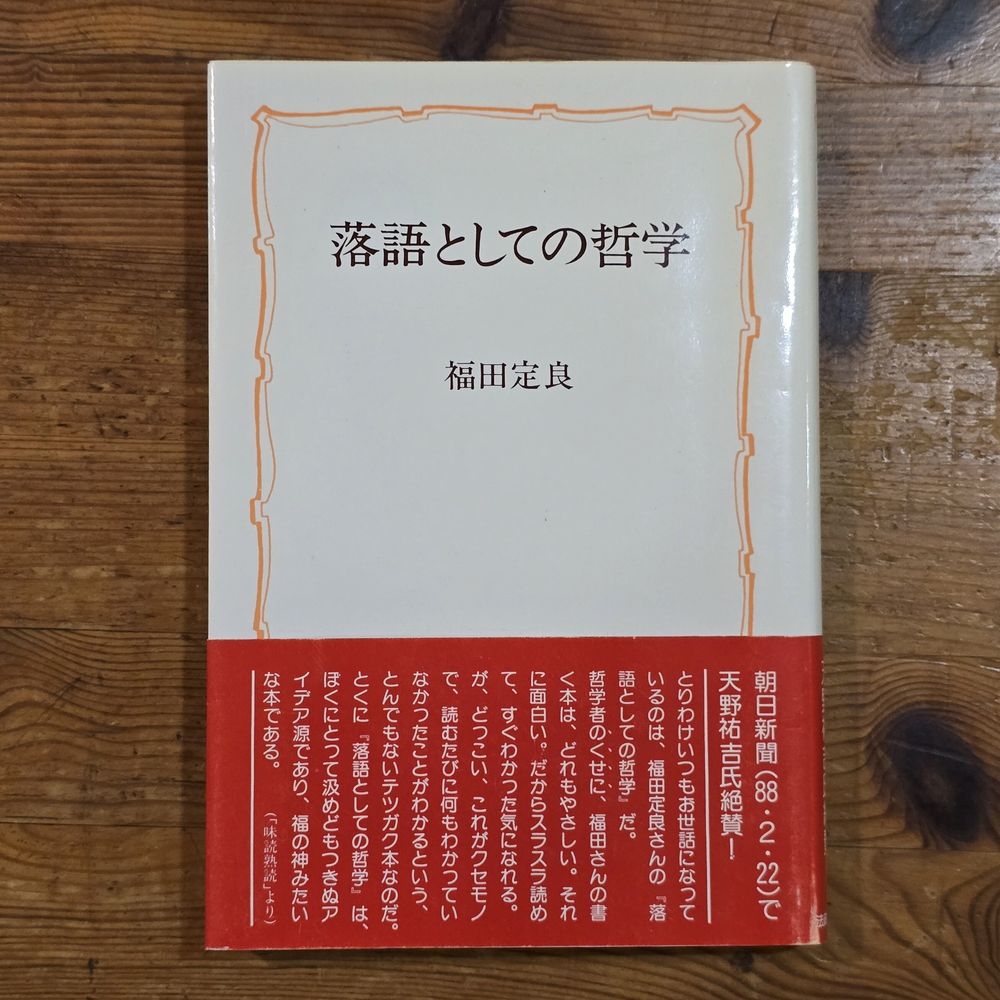 落語としての哲学
福田定良
朝日新聞（88・2・22）で
天野祐吉氏絶賛！
とりわけいつもお世話になって
いるのは、福田定良さんの『落
語としての哲学』だ。
哲学者のくせに、福田さんの書
く本は、どれもやさしい。それ
に面白い。だからスラスラ読め
て、すぐわかった気になれる。
が、どっこい、これがクセモノ
で、読むたびに何もわかってい
なかったことがわかるという、
とんでもないテツガク本なのだ。
とくに『落語としての哲学』は、
ぼくにとって汲めどもつきぬア
イデア源であり、福の神みたい
な本である。
（「味読熟読」より）